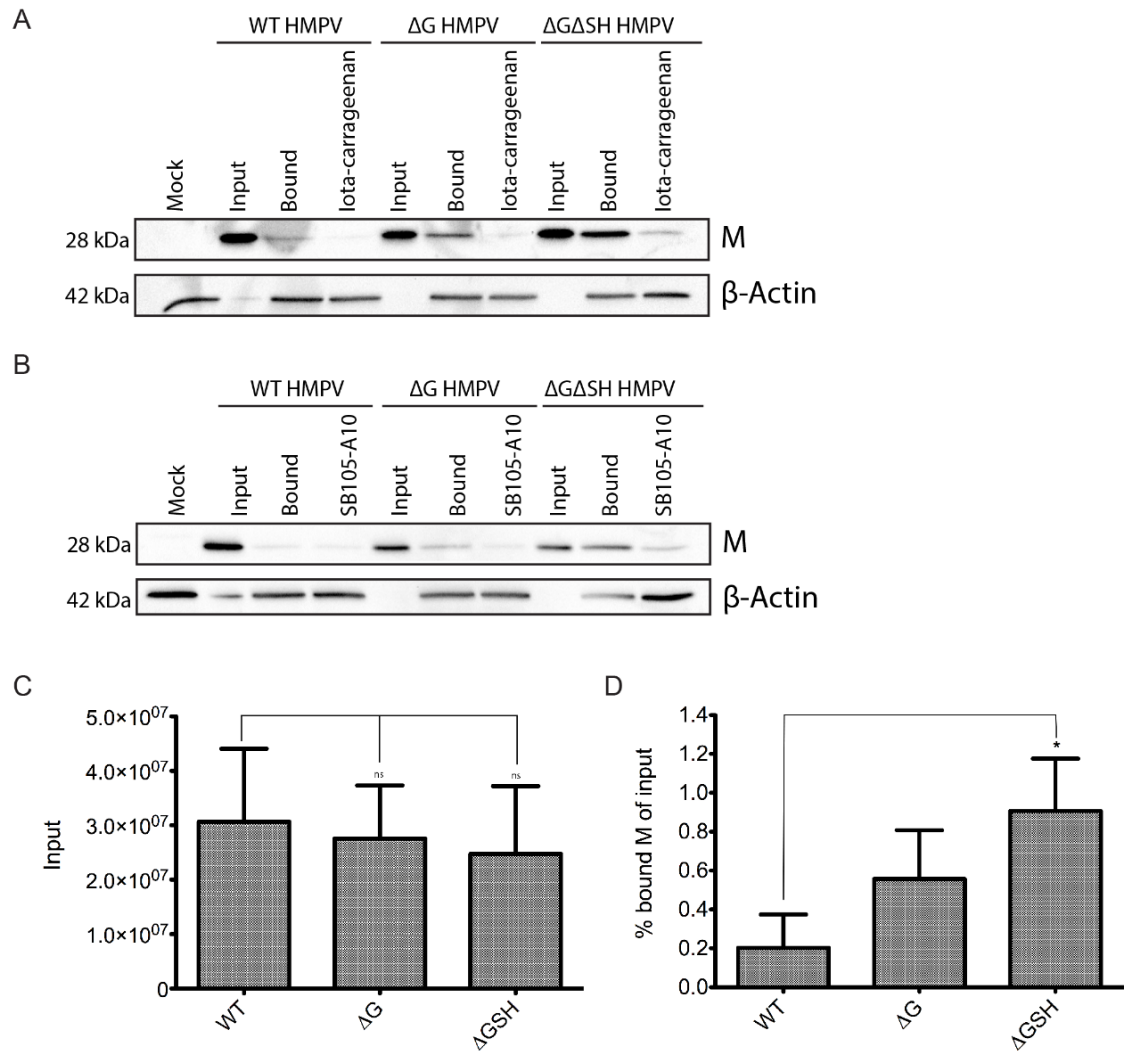 A
WT HMPV ΔG HMPV ΔGΔSH HMPV
Mock Input Bound Iota-carrageenan Input Bound Iota-carrageenan Input Bound Iota-carrageenan
28 kDa M
42 kDa β-Actin
B
WT HMPV ΔG HMPV ΔGΔSH HMPV
Mock Input Bound SB105-A10 Input Bound SB105-A10 Input Bound SB105-A10
28 kDa M
42 kDa β-Actin
C
Input
5.0×10⁰⁷
4.0×10⁰⁷
3.0×10⁰⁷
2.0×10⁰⁷
1.0×10⁰⁷
0
ns ns
WT ΔG ΔGSH
D
% bound M of input
1.4
1.2
1.0
0.8
0.6
0.4
0.2
0.0
*
WT ΔG ΔGSH